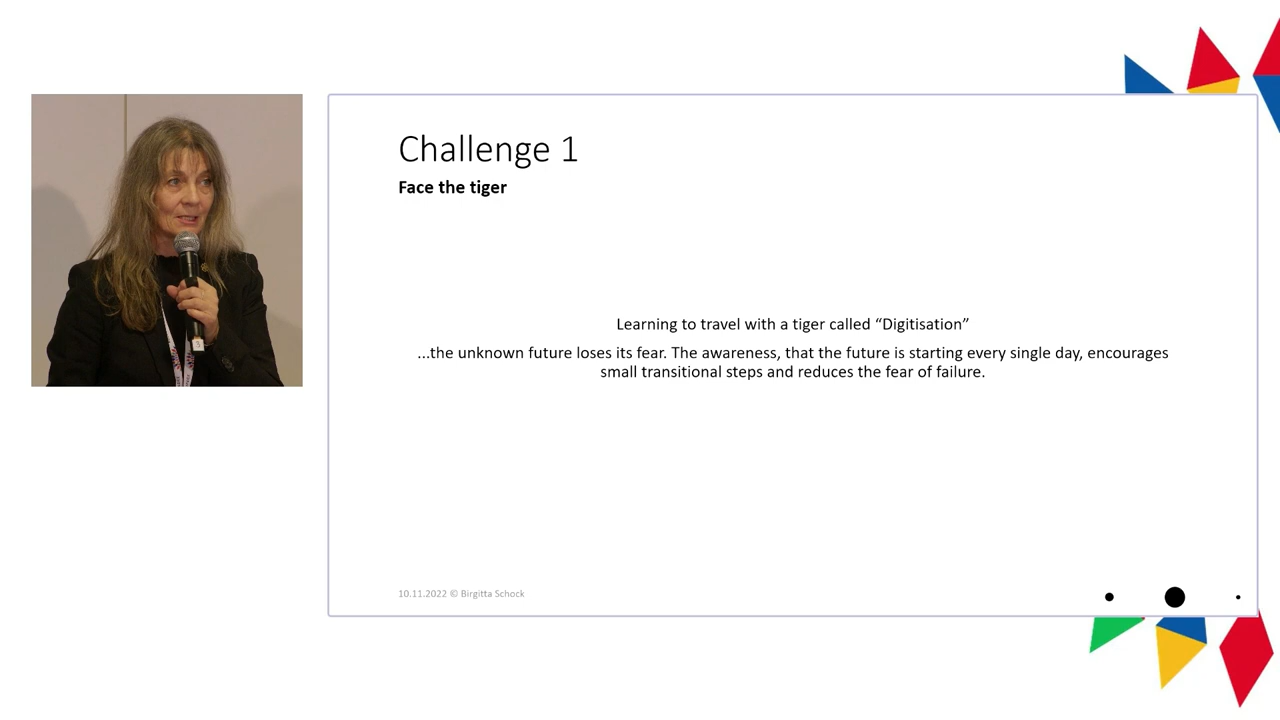 Challenge 1
Face the tiger
Learning to travel with a tiger called “Digitisation”
...the unknown future loses its fear. The awareness, that the future is starting every single day, encourages
small transitional steps and reduces the fear of failure.
10.11.2022 © Birgitta Schock